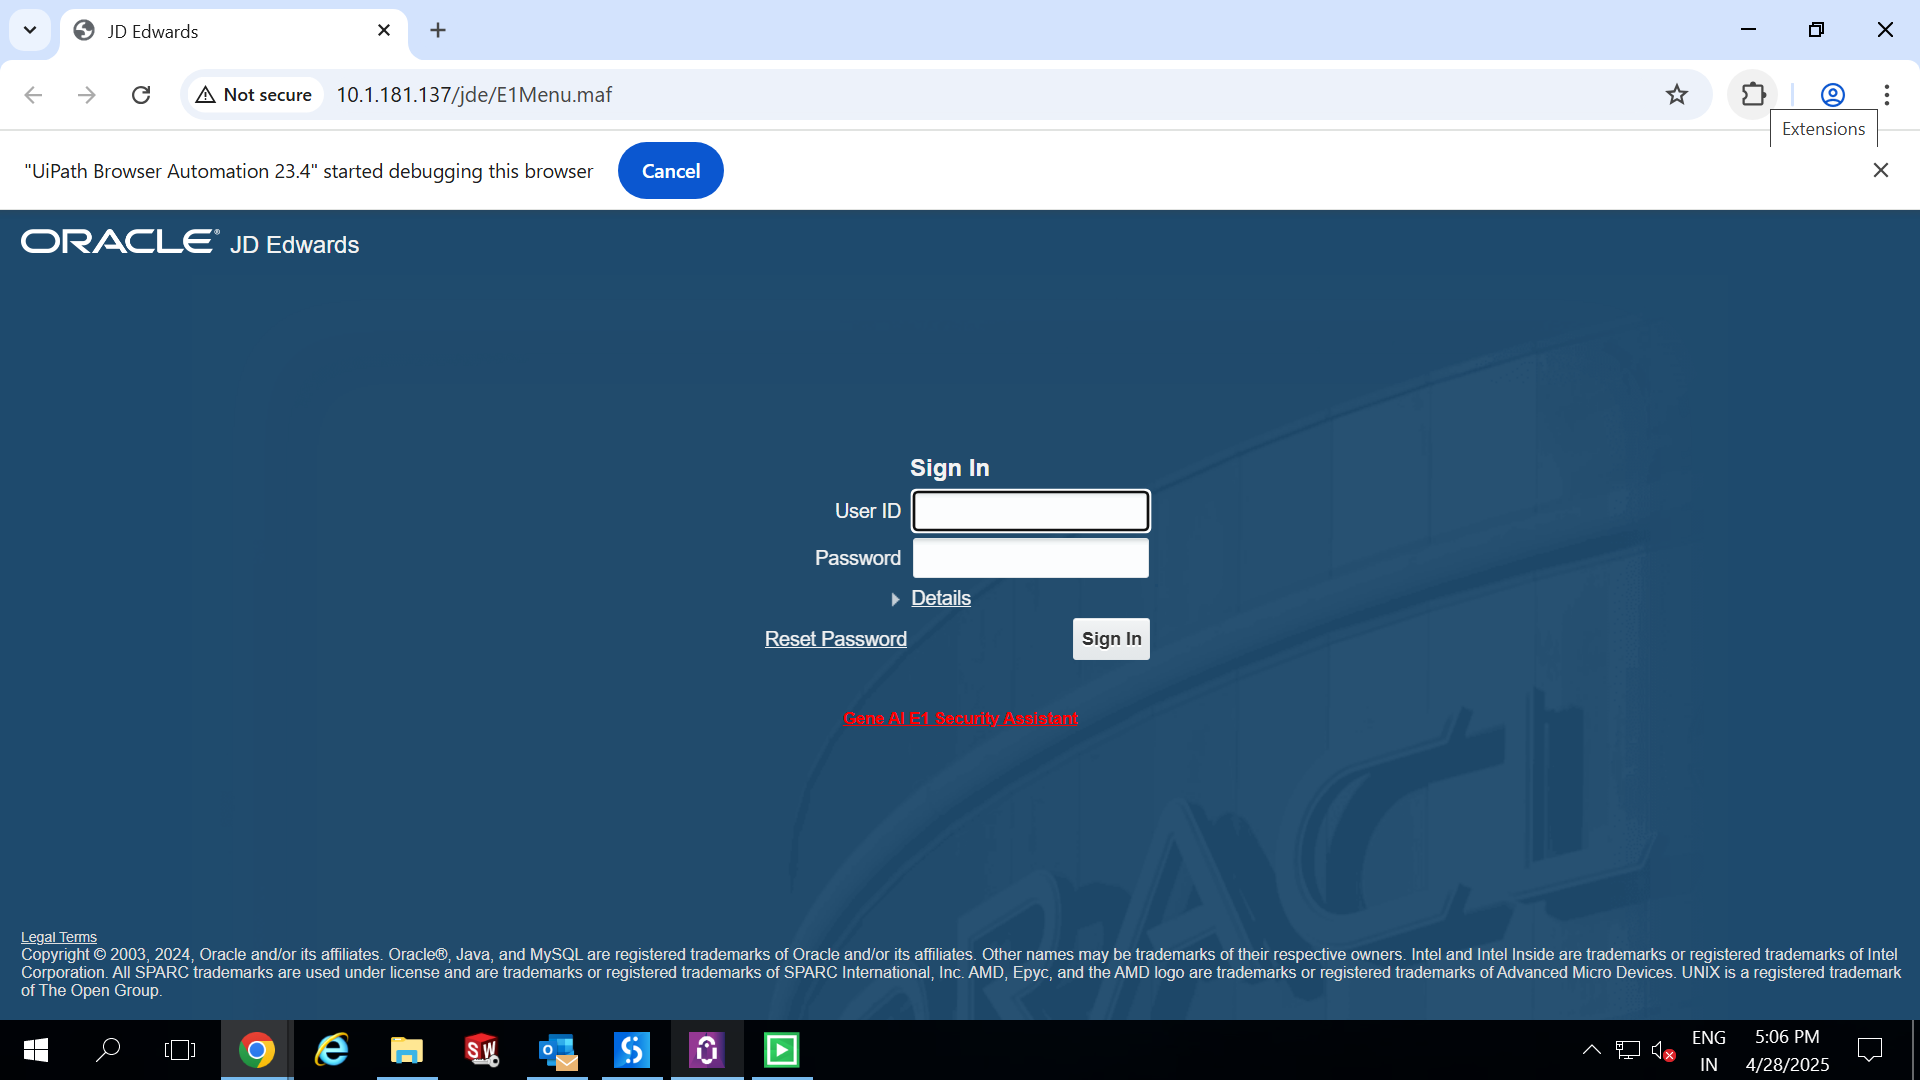 JD Edwards
Not secure 10.1.181.137/jde/E1Menu.maf
Extensions
"UiPath Browser Automation 23.4" started debugging this browser Cancel
ORACLE® JD Edwards
Sign In
User ID
Password
Details
Reset Password Sign In
Gene AI E1 Security Assistant
Legal Terms
Copyright © 2003, 2024, Oracle and/or its affiliates. Oracle®, Java, and MySQL are registered trademarks of Oracle and/or its affiliates. Other names may be trademarks of their respective owners. Intel and Intel Inside are trademarks or registered trademarks of Intel
Corporation. All SPARC trademarks are used under license and are trademarks or registered trademarks of SPARC International, Inc. AMD, Epyc, and the AMD logo are trademarks or registered trademarks of Advanced Micro Devices. UNIX is a registered trademark
of The Open Group.
ORACL
SW
ENG 5:06 PM
IN 4/28/2025